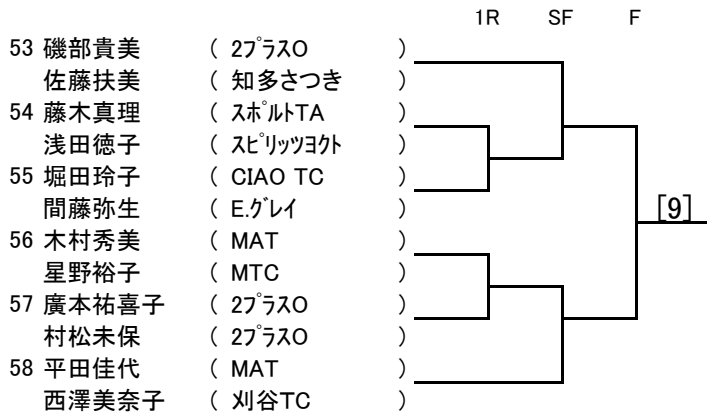 1R SF F
53 磯部貴美 ( 2プラスO )
佐藤扶美 ( 知多さつき )
54 藤木真理 ( スポルトTA )
浅田徳子 ( スピリッツヨクト )
55 堀田玲子 ( CIAO TC )
間藤弥生 ( E.グレイ )
[9]
56 木村秀美 ( MAT )
星野裕子 ( MTC )
57 廣本祐喜子 ( 2プラスO )
村松未保 ( 2プラスO )
58 平田佳代 ( MAT )
西澤美奈子 ( 刈谷TC )